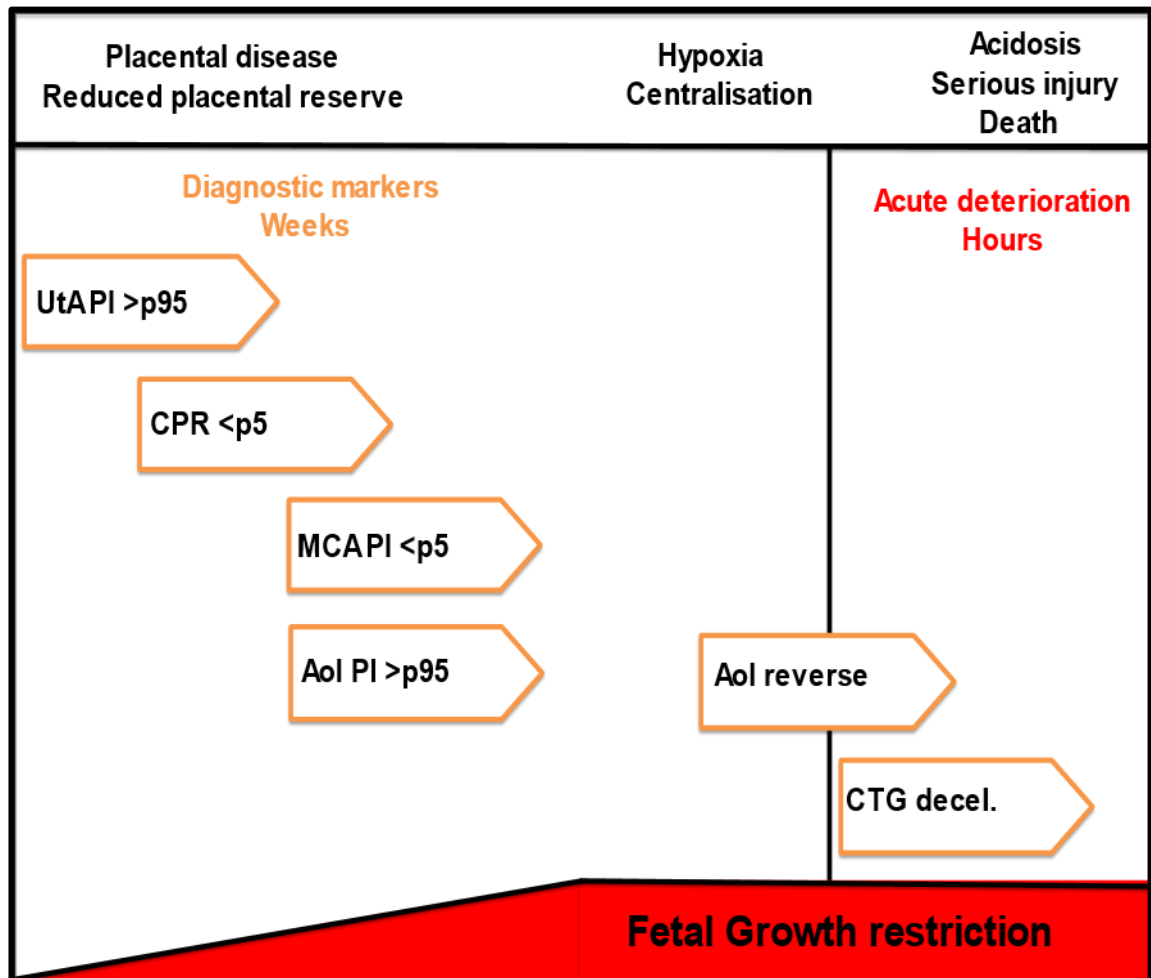 Placental disease
Reduced placental reserve
Hypoxia
Centralisation
Acidosis
Serious injury
Death
Diagnostic markers
Weeks
Acute deterioration
Hours
UtAPI >p95
CPR <p5
MCAPI <p5
AoI PI >p95
AoI reverse
CTG decel.
Fetal Growth restriction